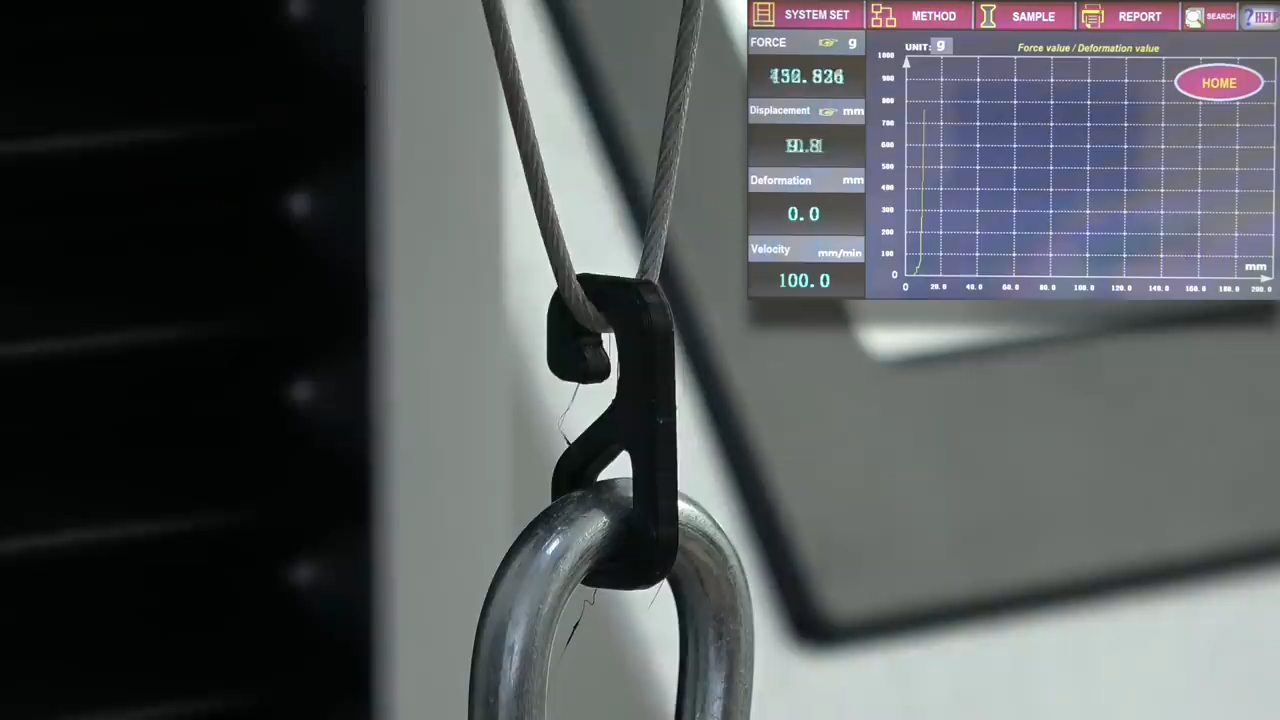 SYSTEM SET METHOD SAMPLE REPORT SEARCH ?HELP
FORCE g
UNIT: g
Force value / Deformation value
HOME
Displacement mm
Deformation mm
0.0
Velocity mm/min
100.0
1000
900
800
700
600
500
400
300
200
100
0
mm
0 20.0 40.0 60.0 80.0 100.0 120.0 140.0 160.0 180.0 200.0